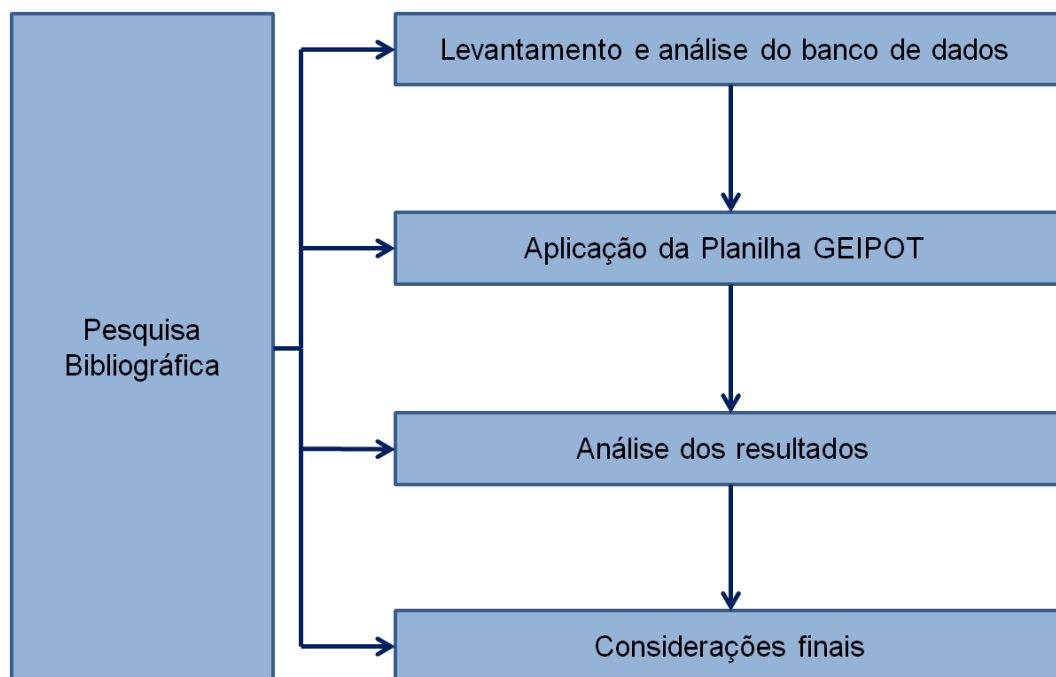 Pesquisa
Bibliográfica
Levantamento e análise do banco de dados
Aplicação da Planilha GEIPOT
Análise dos resultados
Considerações finais